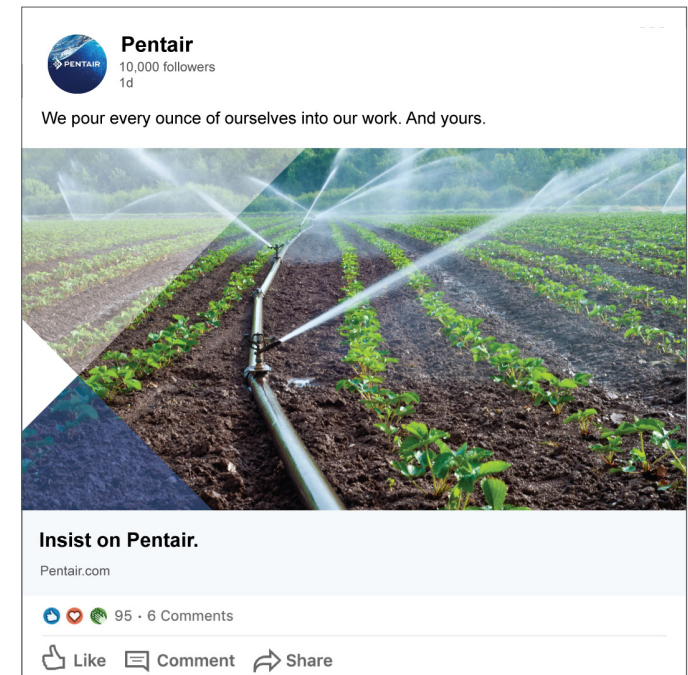 PENTAIR
Pentair
10,000 followers
1d
We pour every ounce of ourselves into our work. And yours.
Insist on Pentair.
Pentair.com
95 · 6 Comments
Like Comment Share